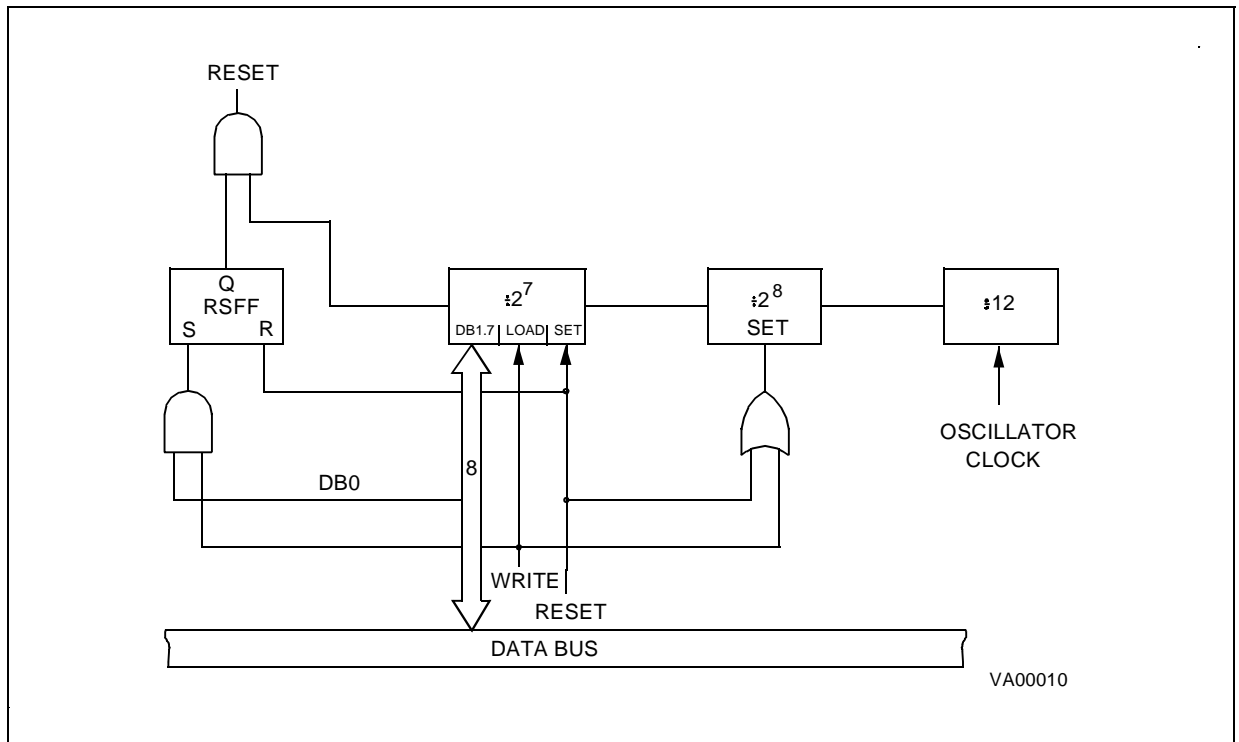 RESET
Q
RSFF
S R
÷2^7
DB1.7 | LOAD | SET
÷2^8
SET
÷12
OSCILLATOR
CLOCK
8
DB0
WRITE
RESET
DATA BUS
VA00010